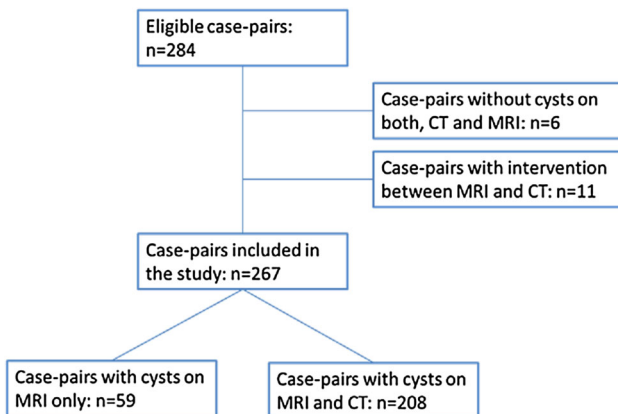 Eligible case-pairs:
n=284
Case-pairs without cysts on
both, CT and MRI: n=6
Case-pairs with intervention
between MRI and CT: n=11
Case-pairs included in
the study: n=267
Case-pairs with cysts on
MRI only: n=59
Case-pairs with cysts on
MRI and CT: n=208